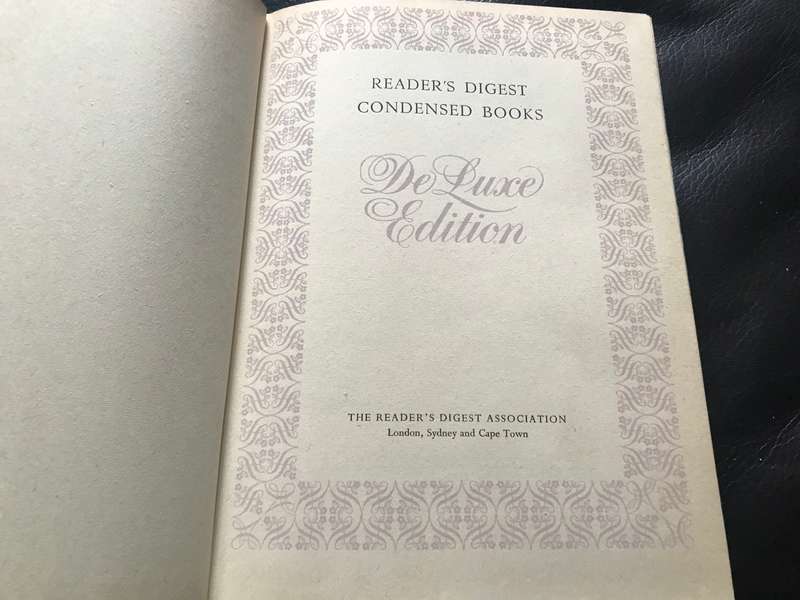 READER'S DIGEST
CONDENSED BOOKS
De Luxe
Edition
THE READER'S DIGEST ASSOCIATION
London, Sydney and Cape Town